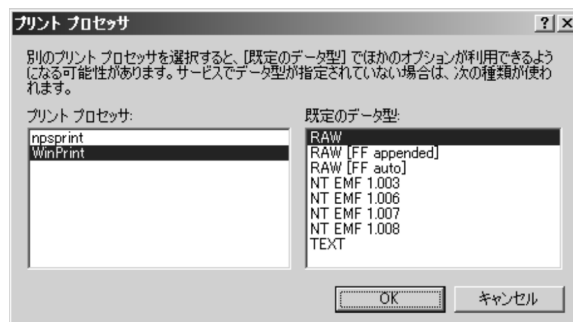 プリント プロセッサ
別のプリント プロセッサを選択すると、[既定のデータ型] でほかのオプションが利用できるよう
になる可能性があります。サービスでデータ型が指定されていない場合は、次の種類が使わ
れます。
プリント プロセッサ:
npsprint
WinPrint
既定のデータ型:
RAW
RAW [FF appended]
RAW [FF auto]
NT EMF 1.003
NT EMF 1.006
NT EMF 1.007
NT EMF 1.008
TEXT
OK
キャンセル